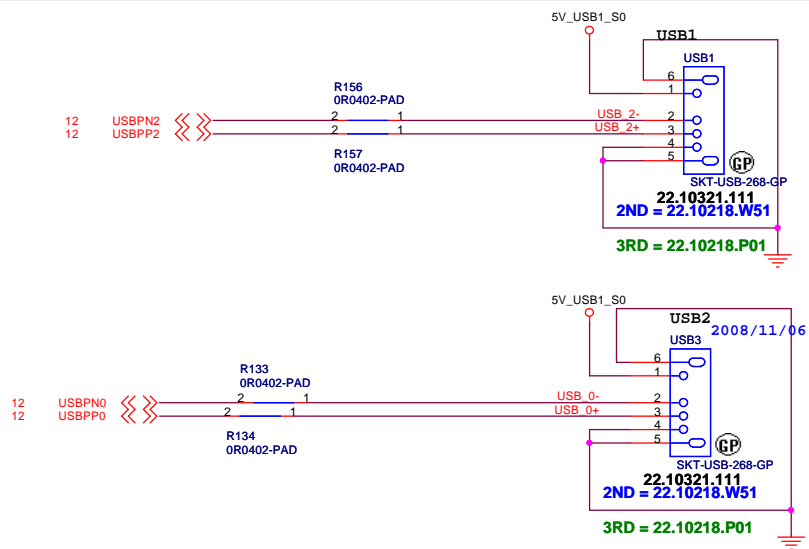 5V_USB1_S0
USB1
USB1
R156
0R0402-PAD
6
1
12 USBPN2 2 1 USB_2- 2
12 USBPP2 2 1 USB_2+ 3
4
5
R157
0R0402-PAD
GP
SKT-USB-268-GP
22.10321.111
2ND = 22.10218.W51
3RD = 22.10218.P01
5V_USB1_S0
USB2
2008/11/06
USB3
6
1
R133
0R0402-PAD
12 USBPN0 2 1 USB_0- 2
12 USBPP0 2 1 USB_0+ 3
4
5
R134
0R0402-PAD
GP
SKT-USB-268-GP
22.10321.111
2ND = 22.10218.W51
3RD = 22.10218.P01